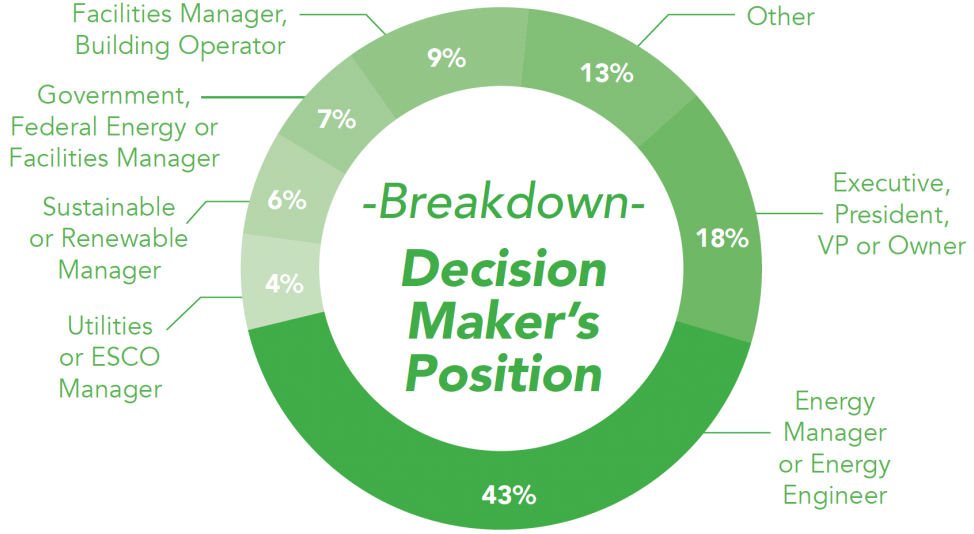 Facilities Manager,
Building Operator
Other
9%
13%
Government,
Federal Energy or
Facilities Manager
7%
Sustainable
or Renewable
Manager
6%
Executive,
President,
VP or Owner
18%
-Breakdown-
Decision
Maker's
Position
4%
Utilities
or ESCO
Manager
Energy
Manager
or Energy
Engineer
43%